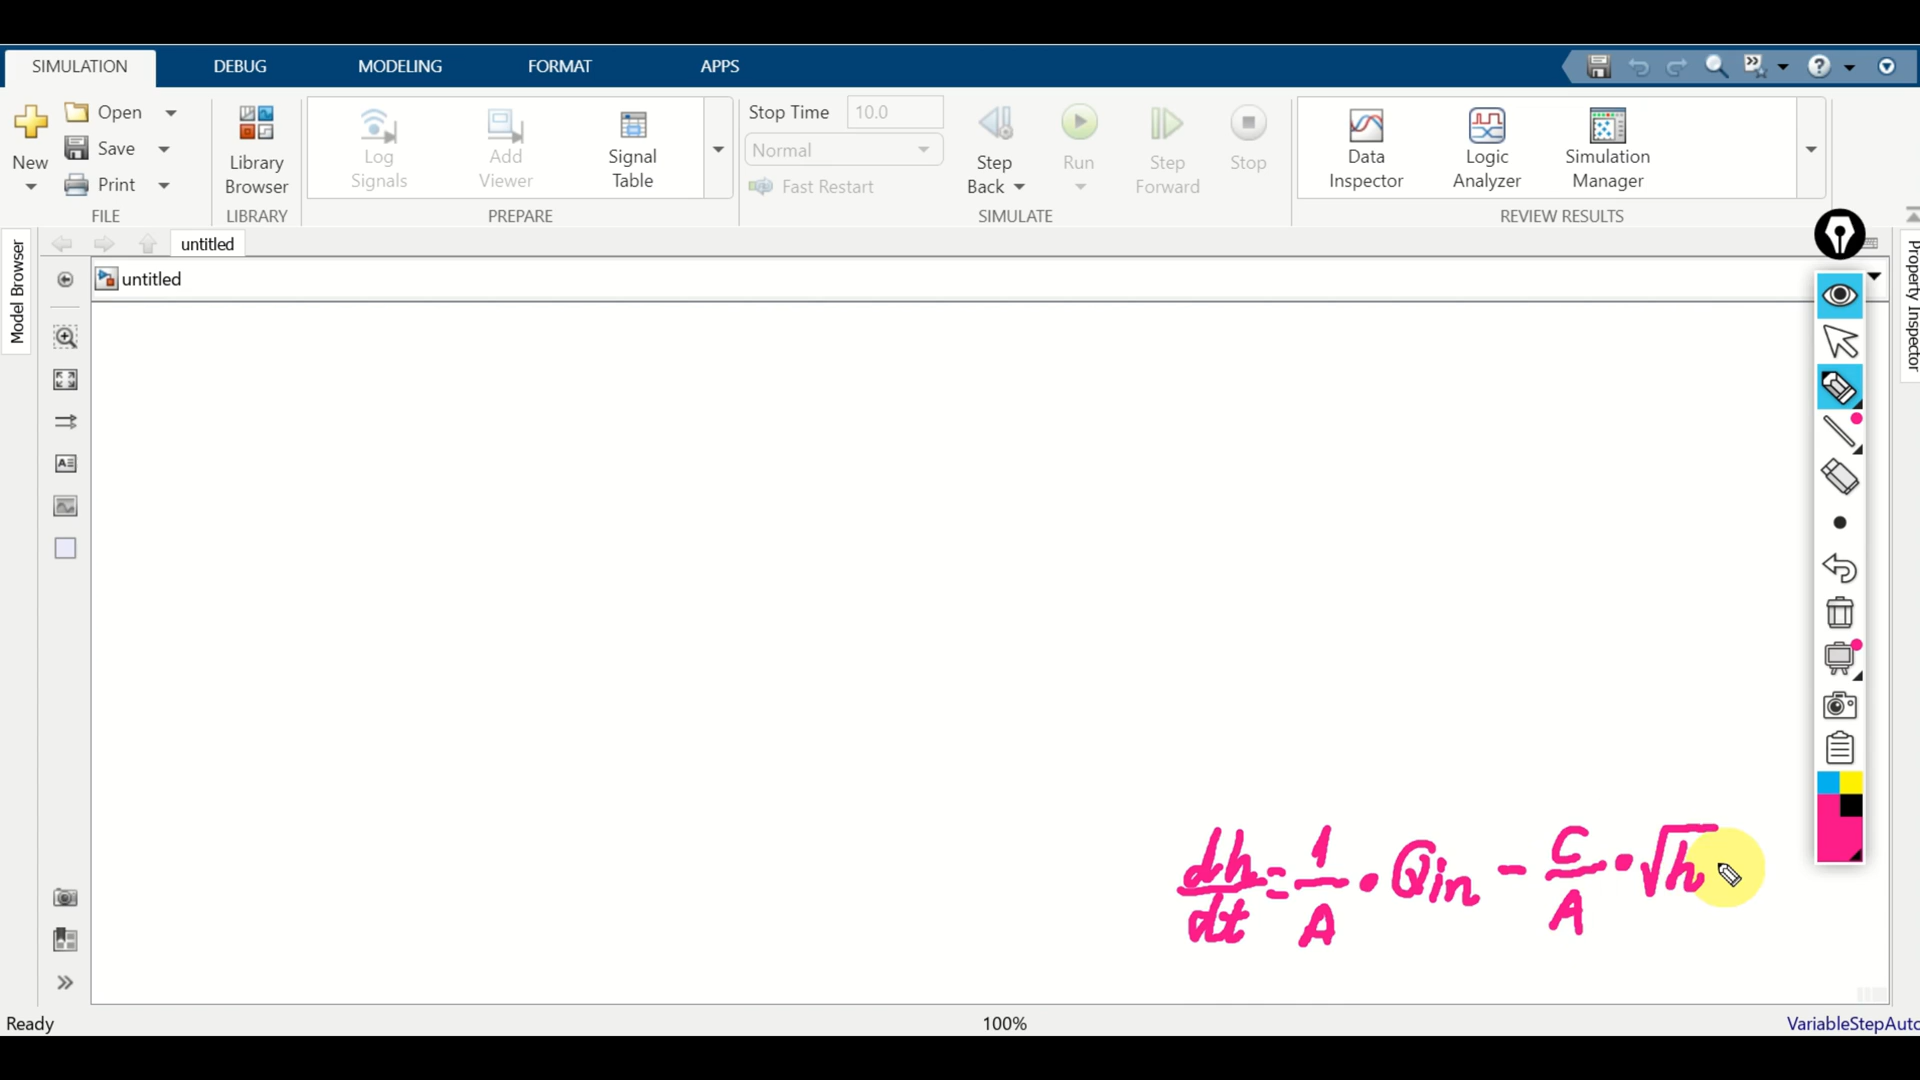 SIMULATION DEBUG MODELING FORMAT APPS
New
Open
Save
Print
FILE
Library
Browser
LIBRARY
Log
Signals
Add
Viewer
Signal
Table
PREPARE
Stop Time 10.0
Normal
Fast Restart
Step
Back
Run
Step
Forward
Stop
SIMULATE
Data
Inspector
Logic
Analyzer
Simulation
Manager
REVIEW RESULTS
Model Browser
untitled
untitled
Property Inspector
dh/dt = 1/A • Qin - C/A • √h
Ready 100% VariableStepAuto